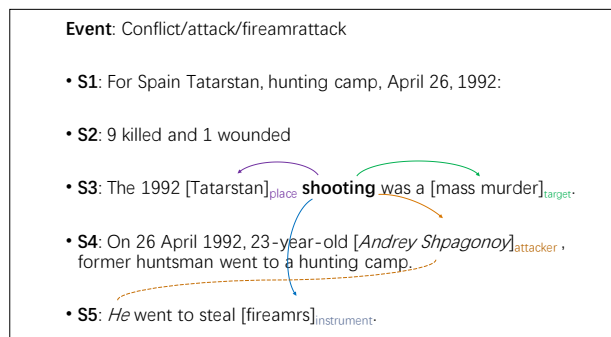 Event: Conflict/attack/fireamrattack
• S1: For Spain Tatarstan, hunting camp, April 26, 1992:
• S2: 9 killed and 1 wounded
• S3: The 1992 [Tatarstan]place shooting was a [mass murder]target.
• S4: On 26 April 1992, 23-year-old [Andrey Shpagonoy]attacker ,
former huntsman went to a hunting camp.
• S5: He went to steal [fireamrs]instrument.